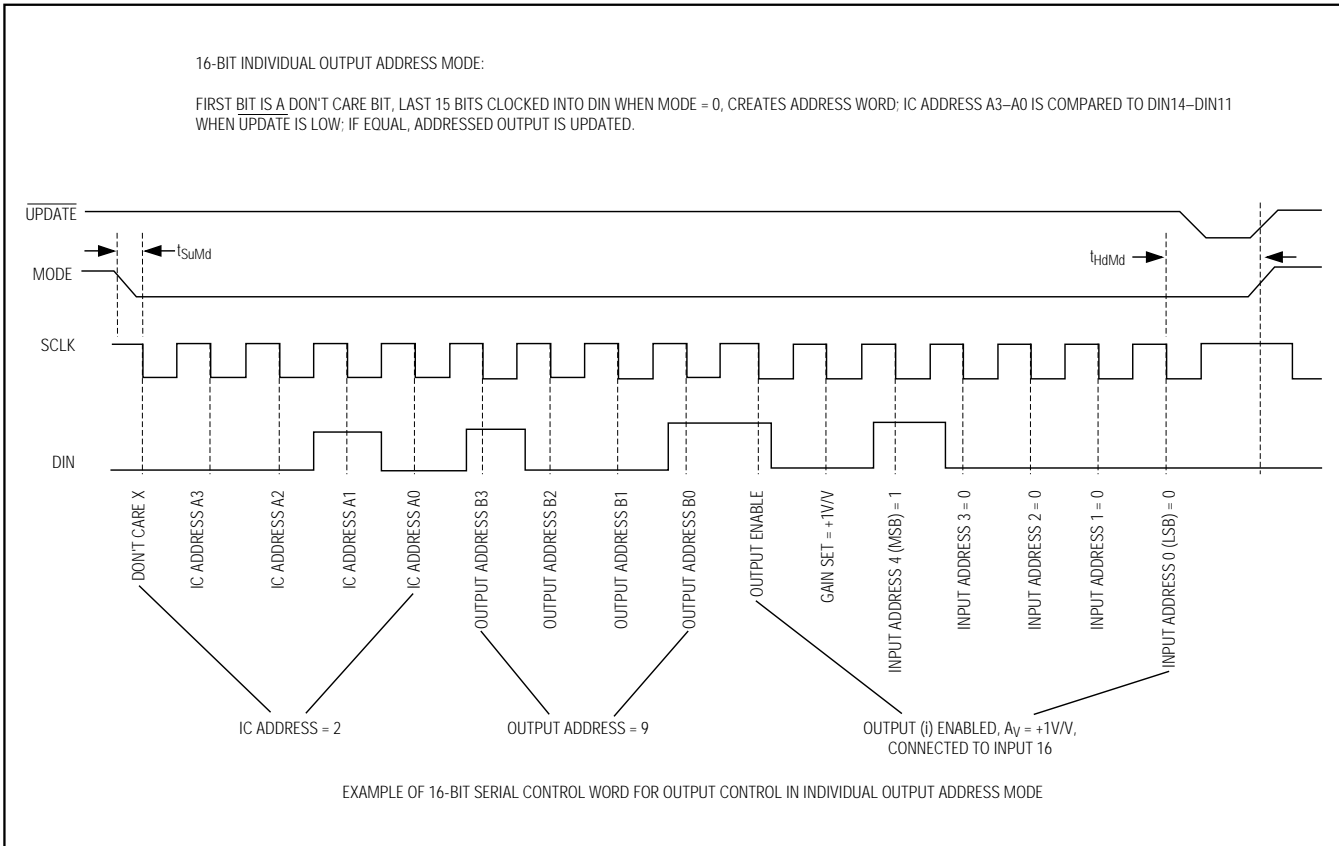 16-BIT INDIVIDUAL OUTPUT ADDRESS MODE:
FIRST BIT IS A DON'T CARE BIT, LAST 15 BITS CLOCKED INTO DIN WHEN MODE = 0, CREATES ADDRESS WORD; IC ADDRESS A3–A0 IS COMPARED TO DIN14–DIN11
WHEN UPDATE IS LOW; IF EQUAL, ADDRESSED OUTPUT IS UPDATED.
UPDATE
tSuMd
tHdMd
MODE
SCLK
DIN
DON'T CARE X
IC ADDRESS A3
IC ADDRESS A2
IC ADDRESS A1
IC ADDRESS A0
OUTPUT ADDRESS B3
OUTPUT ADDRESS B2
OUTPUT ADDRESS B1
OUTPUT ADDRESS B0
OUTPUT ENABLE
GAIN SET = +1V/V
INPUT ADDRESS 4 (MSB) = 1
INPUT ADDRESS 3 = 0
INPUT ADDRESS 2 = 0
INPUT ADDRESS 1 = 0
INPUT ADDRESS 0 (LSB) = 0
IC ADDRESS = 2
OUTPUT ADDRESS = 9
OUTPUT (i) ENABLED, AV = +1V/V,
CONNECTED TO INPUT 16
EXAMPLE OF 16-BIT SERIAL CONTROL WORD FOR OUTPUT CONTROL IN INDIVIDUAL OUTPUT ADDRESS MODE